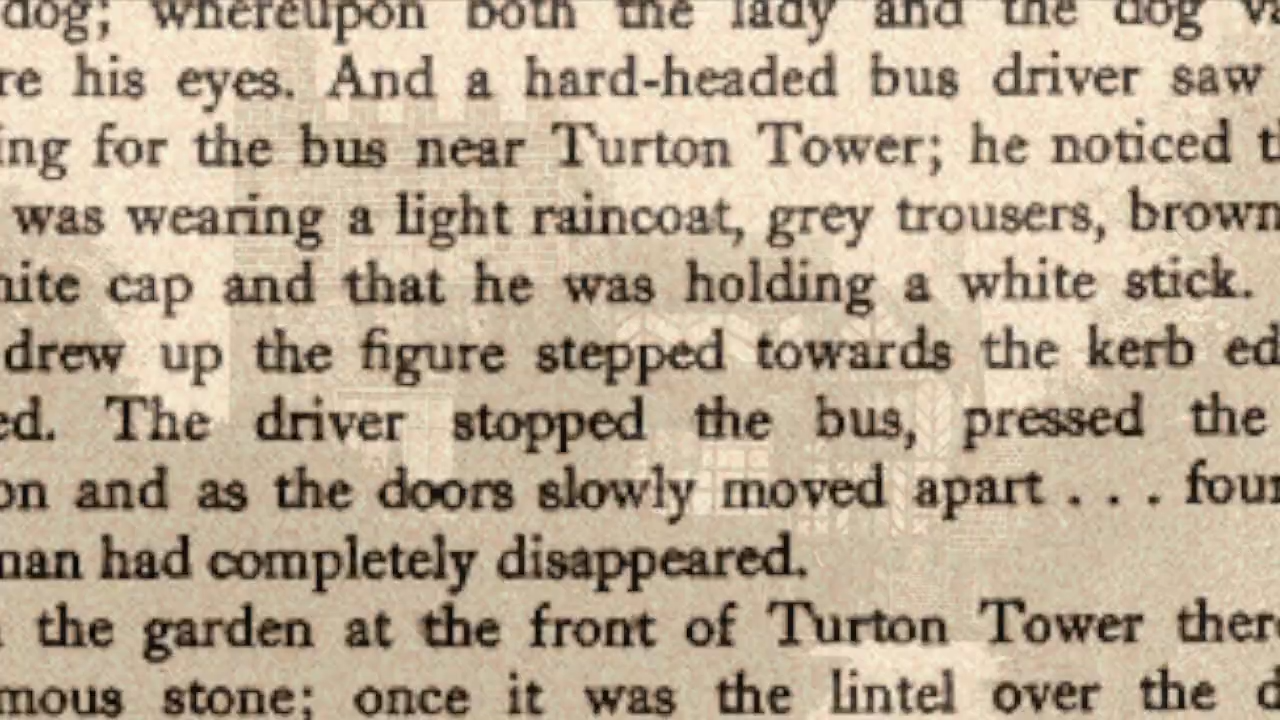 dog; whereupon both the lady and the dog va
re his eyes. And a hard-headed bus driver saw
ing for the bus near Turton Tower; he noticed t
was wearing a light raincoat, grey trousers, brown
ite cap and that he was holding a white stick.
drew up the figure stepped towards the kerb ed
ed. The driver stopped the bus, pressed the
on and as the doors slowly moved apart . . . four
man had completely disappeared.
the garden at the front of Turton Tower there
mous stone; once it was the lintel over the d